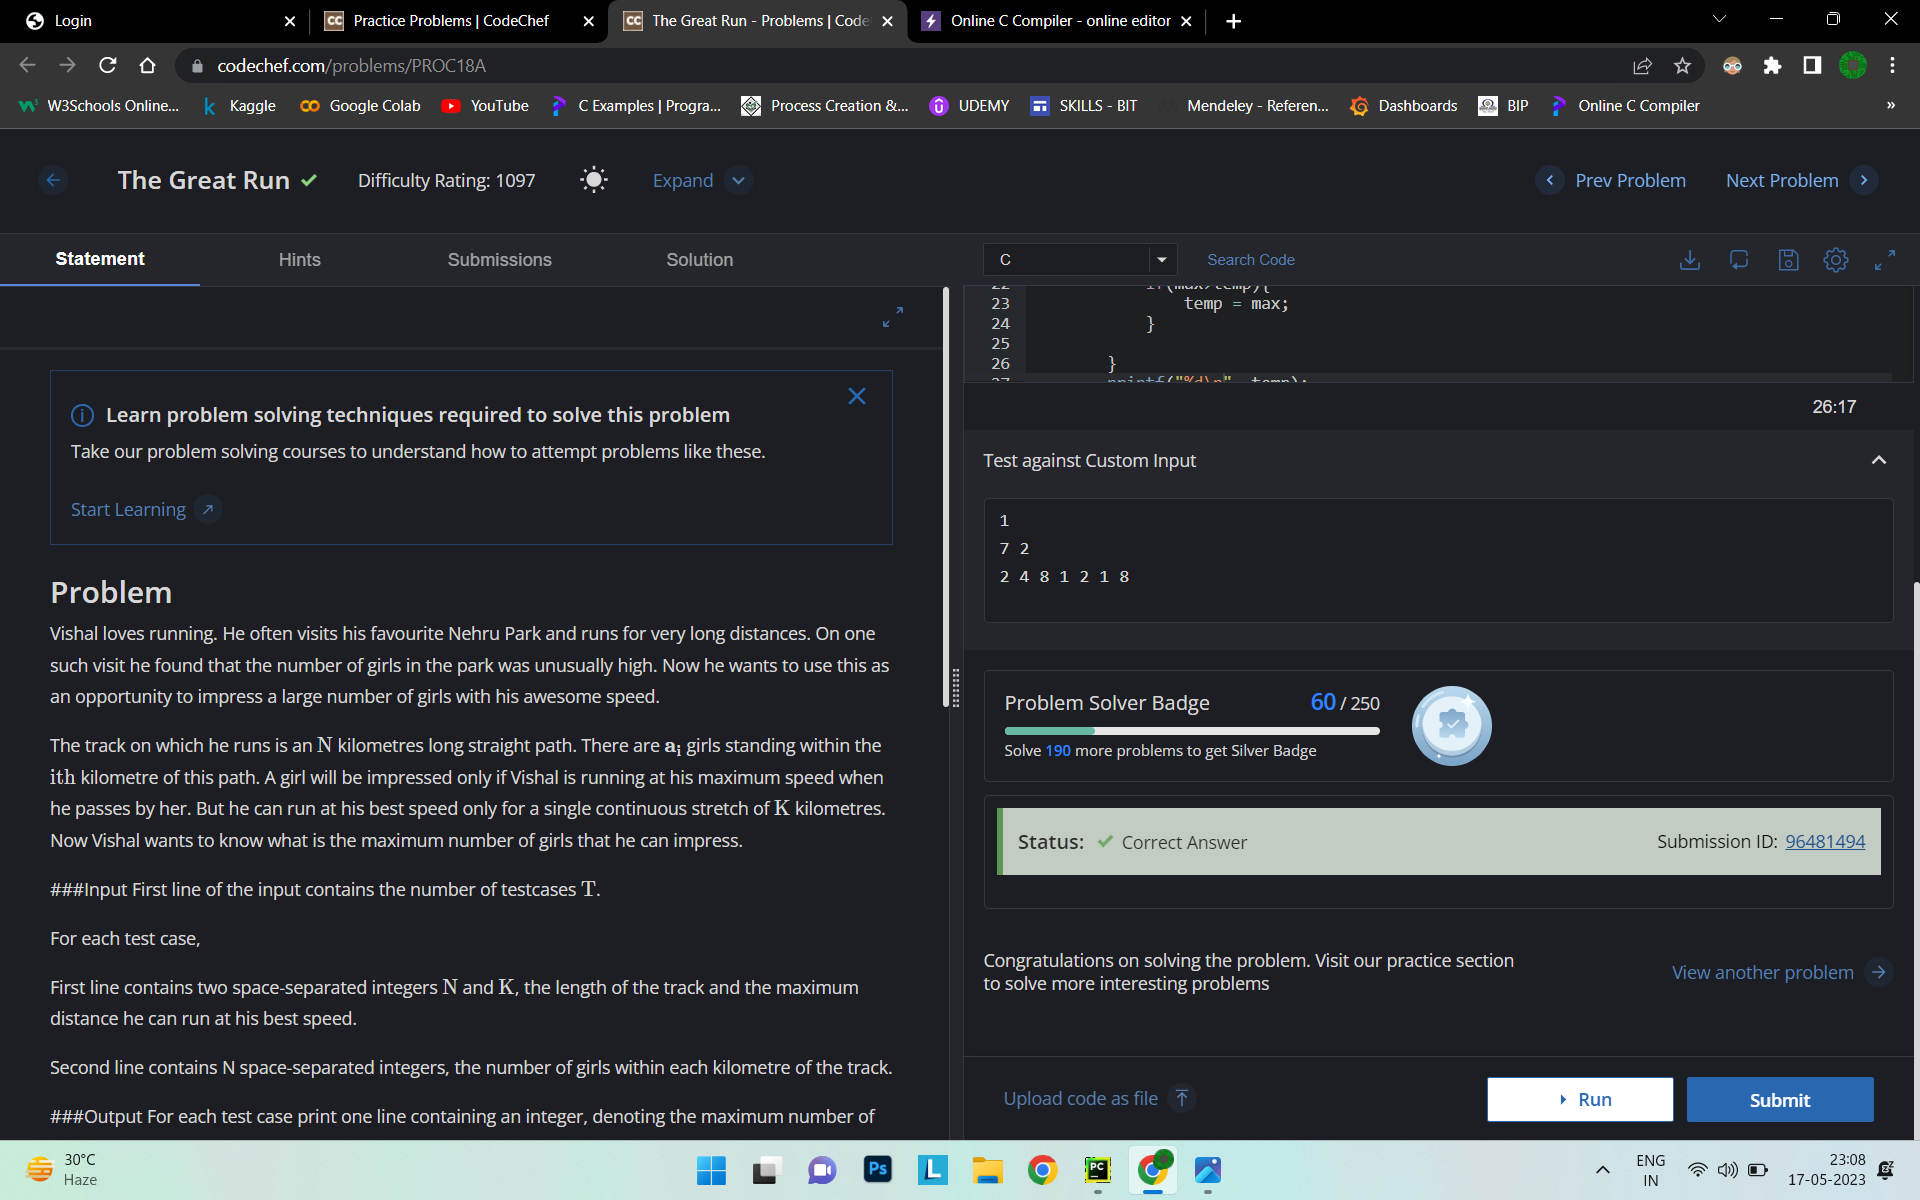 Login
Practice Problems | CodeChef
The Great Run - Problems | Code
Online C Compiler - online editor
codechef.com/problems/PROC18A
W3Schools Online...
Kaggle
Google Colab
YouTube
C Examples | Progra...
Process Creation &...
UDEMY
SKILLS - BIT
Mendeley - Referen...
Dashboards
BIP
Online C Compiler
»
The Great Run
Difficulty Rating: 1097
Expand
Prev Problem
Next Problem
Statement
Hints
Submissions
Solution
Learn problem solving techniques required to solve this problem
Take our problem solving courses to understand how to attempt problems like these.
Start Learning
Problem
Vishal loves running. He often visits his favourite Nehru Park and runs for very long distances. On one
such visit he found that the number of girls in the park was unusually high. Now he wants to use this as
an opportunity to impress a large number of girls with his awesome speed.
The track on which he runs is an N kilometres long straight path. There are aᵢ girls standing within the
ith kilometre of this path. A girl will be impressed only if Vishal is running at his maximum speed when
he passes by her. But he can run at his best speed only for a single continuous stretch of K kilometres.
Now Vishal wants to know what is the maximum number of girls that he can impress.
###Input First line of the input contains the number of testcases T.
For each test case,
First line contains two space-separated integers N and K, the length of the track and the maximum
distance he can run at his best speed.
Second line contains N space-separated integers, the number of girls within each kilometre of the track.
###Output For each test case print one line containing an integer, denoting the maximum number of
C
Search Code
22 if(max>temp){
23 temp = max;
24 }
25
26 }
27 printf("%d\n", temp);
26:17
Test against Custom Input
1
7 2
2 4 8 1 2 1 8
Problem Solver Badge
60 / 250
Solve 190 more problems to get Silver Badge
Status: Correct Answer
Submission ID: 96481494
Congratulations on solving the problem. Visit our practice section
to solve more interesting problems
View another problem
Upload code as file
Run
Submit
30°C
Haze
Ps
L
PC
ENG
IN
23:08
17-05-2023